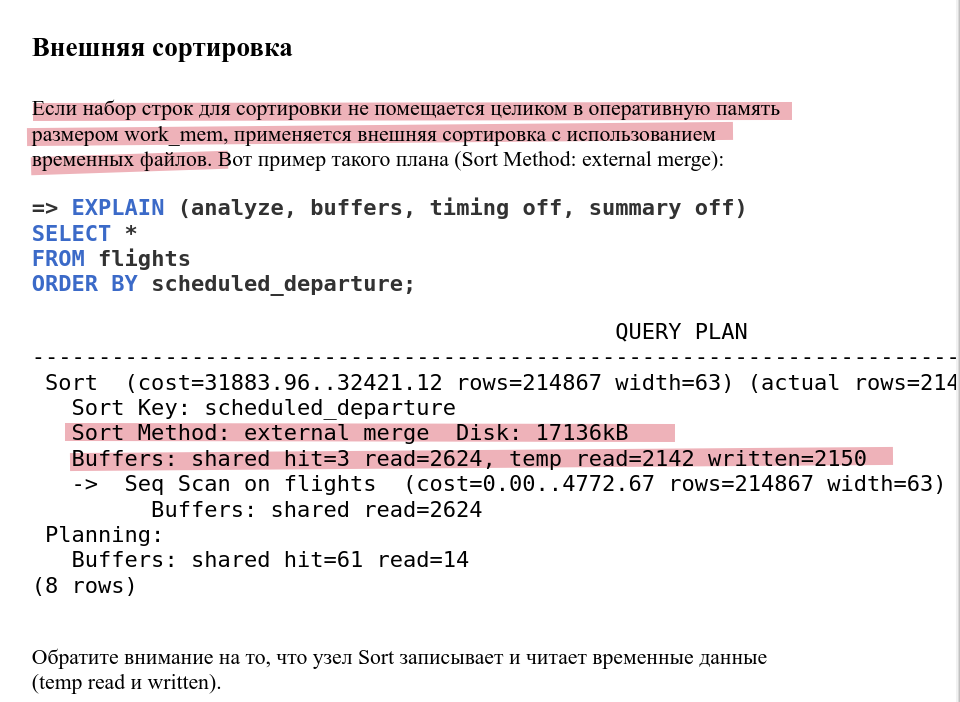 Внешняя сортировка
Если набор строк для сортировки не помещается целиком в оперативную память
размером work_mem, применяется внешняя сортировка с использованием
временных файлов. Вот пример такого плана (Sort Method: external merge):
=> EXPLAIN (analyze, buffers, timing off, summary off)
SELECT *
FROM flights
ORDER BY scheduled_departure;
QUERY PLAN
----------------------------------------------------------------------
Sort  (cost=31883.96..32421.12 rows=214867 width=63) (actual rows=214
Sort Key: scheduled_departure
Sort Method: external merge  Disk: 17136kB
Buffers: shared hit=3 read=2624, temp read=2142 written=2150
->  Seq Scan on flights  (cost=0.00..4772.67 rows=214867 width=63)
Buffers: shared read=2624
Planning:
Buffers: shared hit=61 read=14
(8 rows)
Обратите внимание на то, что узел Sort записывает и читает временные данные
(temp read и written).